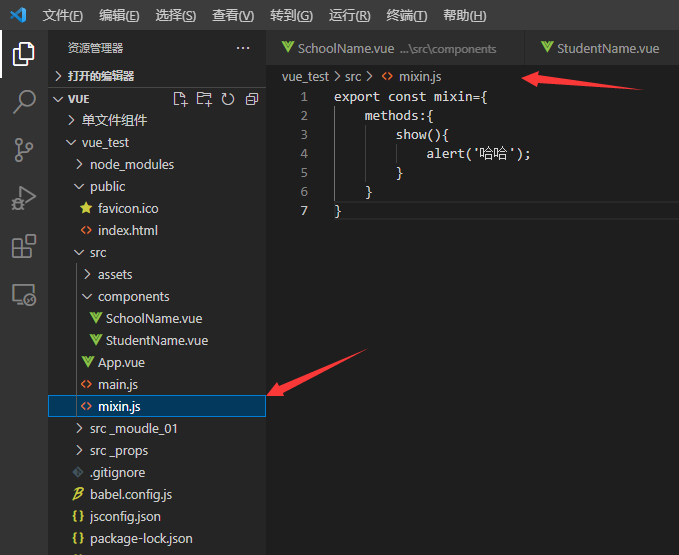 文件(F) 编辑(E) 选择(S) 查看(V) 转到(G) 运行(R) 终端(T) 帮助(H)
资源管理器 ...
SchoolName.vue ...\src\components
StudentName.vue
打开的编辑器
vue_test > src > mixin.js
VUE
单文件组件
vue_test
node_modules
public
favicon.ico
index.html
src
assets
components
SchoolName.vue
StudentName.vue
App.vue
main.js
mixin.js
src _moudle_01
src _props
.gitignore
babel.config.js
jsconfig.json
package-lock.json
1 export const mixin={
2 methods:{
3 show(){
4 alert('哈哈');
5 }
6 }
7 }